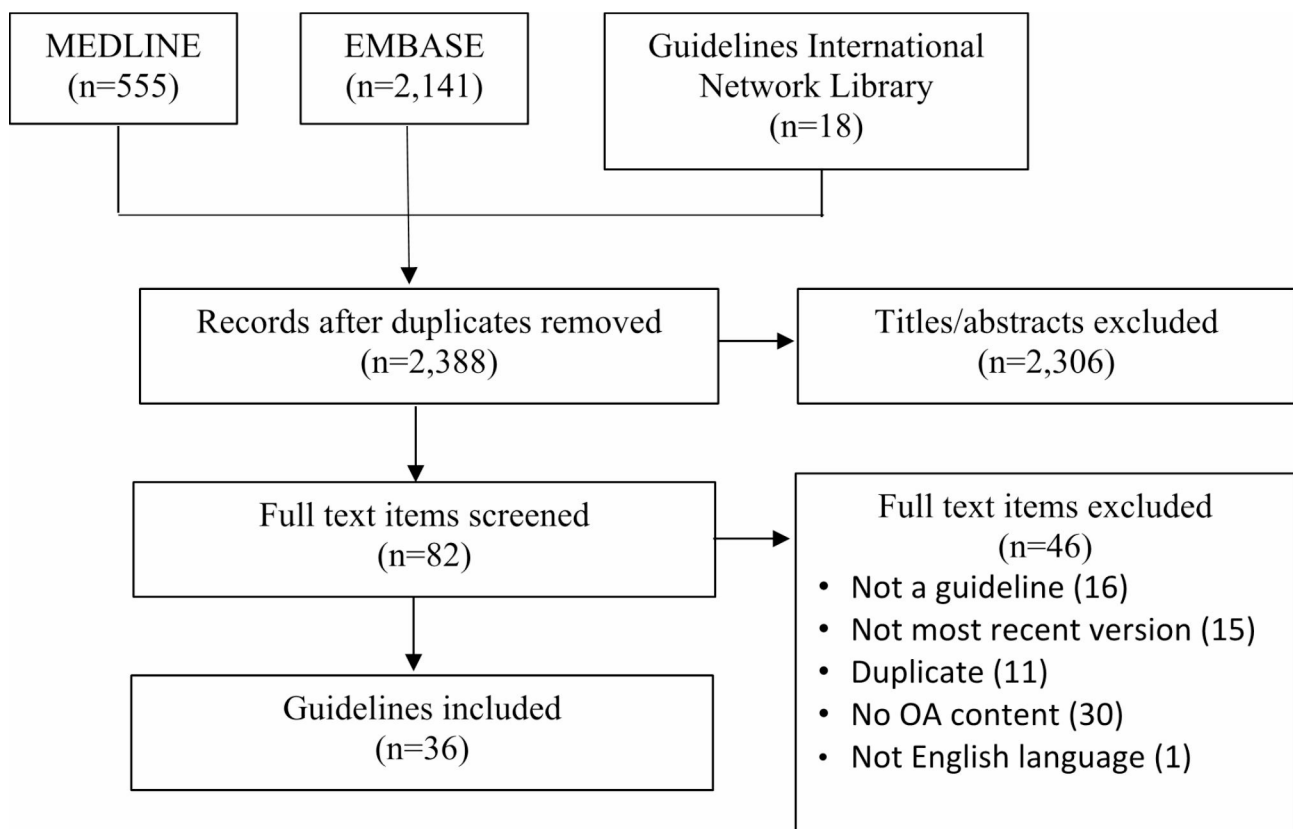 MEDLINE
(n=555)
EMBASE
(n=2,141)
Guidelines International
Network Library
(n=18)
Records after duplicates removed
(n=2,388)
Titles/abstracts excluded
(n=2,306)
Full text items screened
(n=82)
Full text items excluded
(n=46)
• Not a guideline (16)
• Not most recent version (15)
• Duplicate (11)
• No OA content (30)
• Not English language (1)
Guidelines included
(n=36)